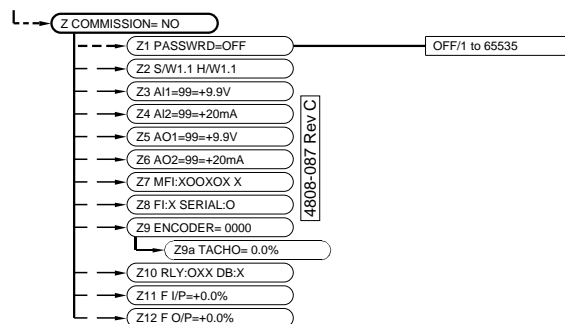 Z COMMISSION= NO
Z1 PASSWRD=OFF
OFF/1 to 65535
Z2 S/W1.1 H/W1.1
Z3 AI1=99=+9.9V
Z4 AI2=99=+20mA
Z5 AO1=99=+9.9V
Z6 AO2=99=+20mA
Z7 MFI:XOOXOX X
Z8 FI:X SERIAL:O
Z9 ENCODER= 0000
Z9a TACHO= 0.0%
Z10 RLY:OXX DB:X
Z11 F I/P=+0.0%
Z12 F O/P=+0.0%
4808-087 Rev C